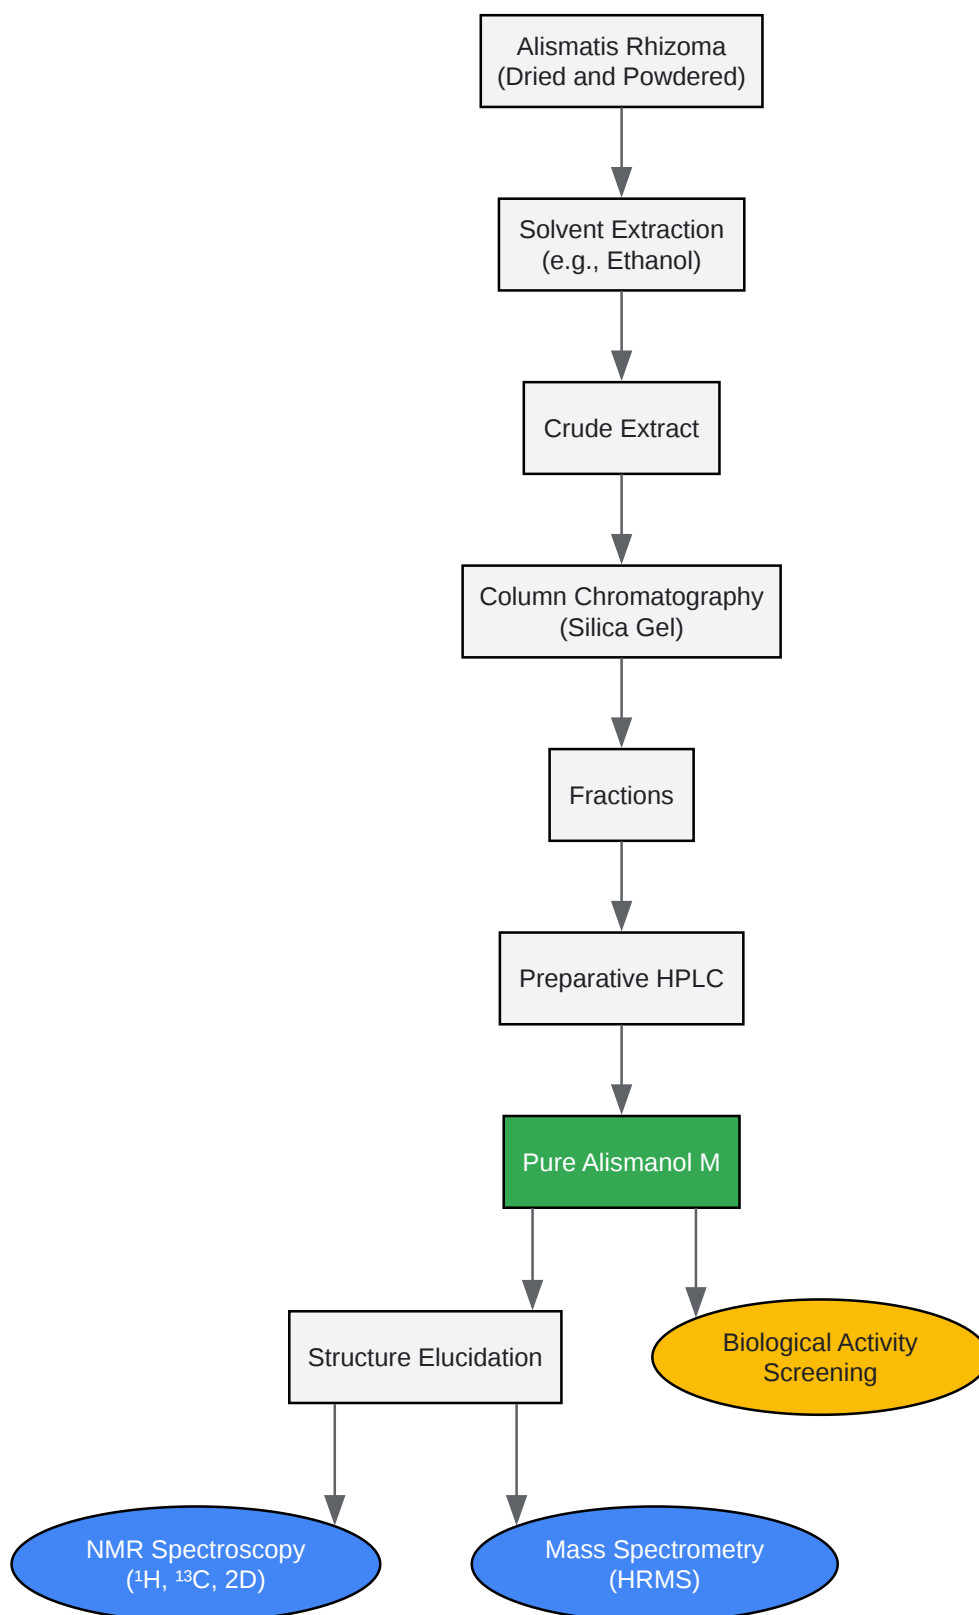 Alismatis Rhizoma
(Dried and Powdered)
Solvent Extraction
(e.g., Ethanol)
Crude Extract
Column Chromatography
(Silica Gel)
Fractions
Preparative HPLC
Pure Alismanol M
Structure Elucidation
Biological Activity
Screening
NMR Spectroscopy
(¹H, ¹³C, 2D)
Mass Spectrometry
(HRMS)